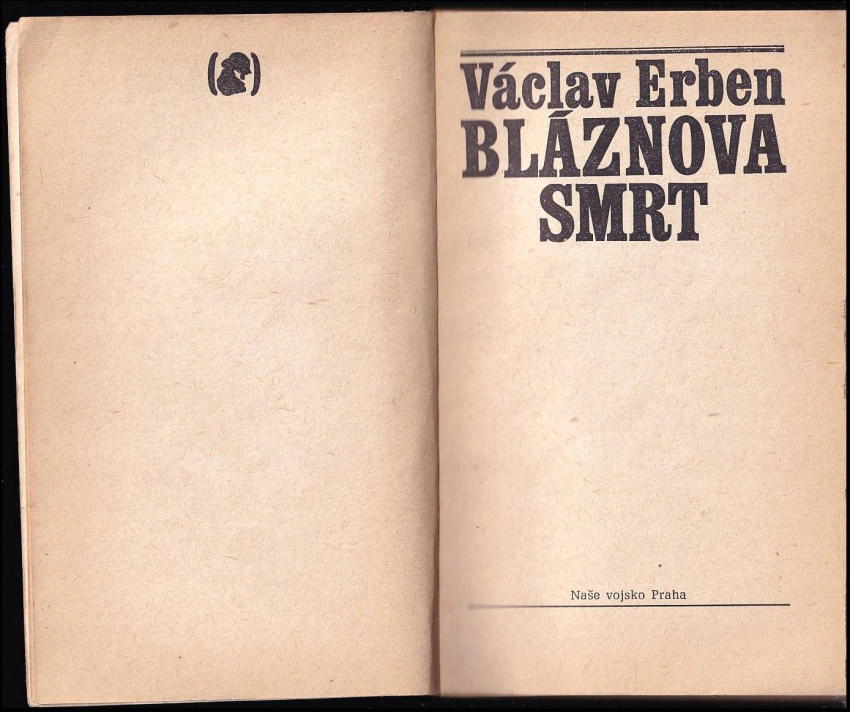 Václav Erben
BLÁZNOVA
SMRT
Naše vojsko Praha